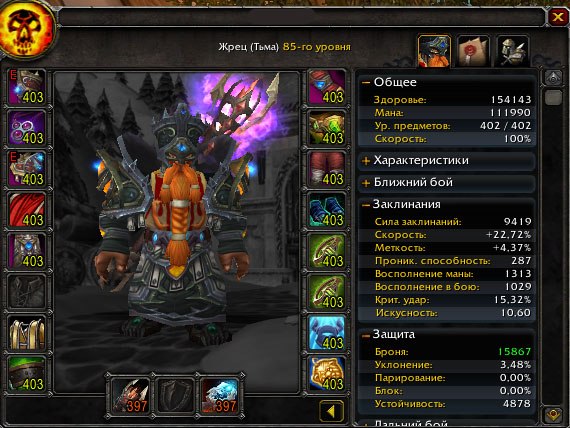 Жрец (Тьма) 85-го уровня
Общее
Здоровье: 154143
Мана: 111990
Ур. предметов: 402 / 402
Скорость: 100%
Характеристики
Ближний бой
Заклинания
Сила заклинаний: 9419
Скорость: +22,72%
Меткость: +4,37%
Проник. способность: 287
Восполнение маны: 1313
Восполнение в бою: 1029
Крит. удар: 15,32%
Искусность: 10,60
Защита
Броня: 15867
Уклонение: 3,48%
Парирование: 0,00%
Блок: 0,00%
Устойчивость: 4878
Дальний бой
E 403
403
E 403
403
403
403
403
403
403
403
403
403
403
403
403
397
397